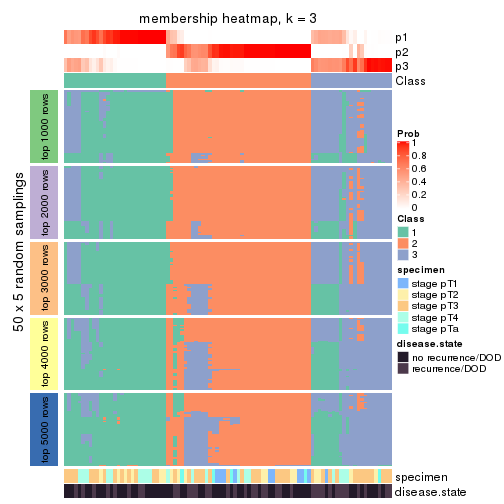 membership heatmap, k = 3
p1
p2
p3
Class
50 x 5 random samplings
top 1000 rows
top 2000 rows
top 3000 rows
top 4000 rows
top 5000 rows
specimen
disease.state
Prob
1
0.8
0.6
0.4
0.2
0
Class
1
2
3
specimen
stage pT1
stage pT2
stage pT3
stage pT4
stage pTa
disease.state
no recurrence/DOD
recurrence/DOD